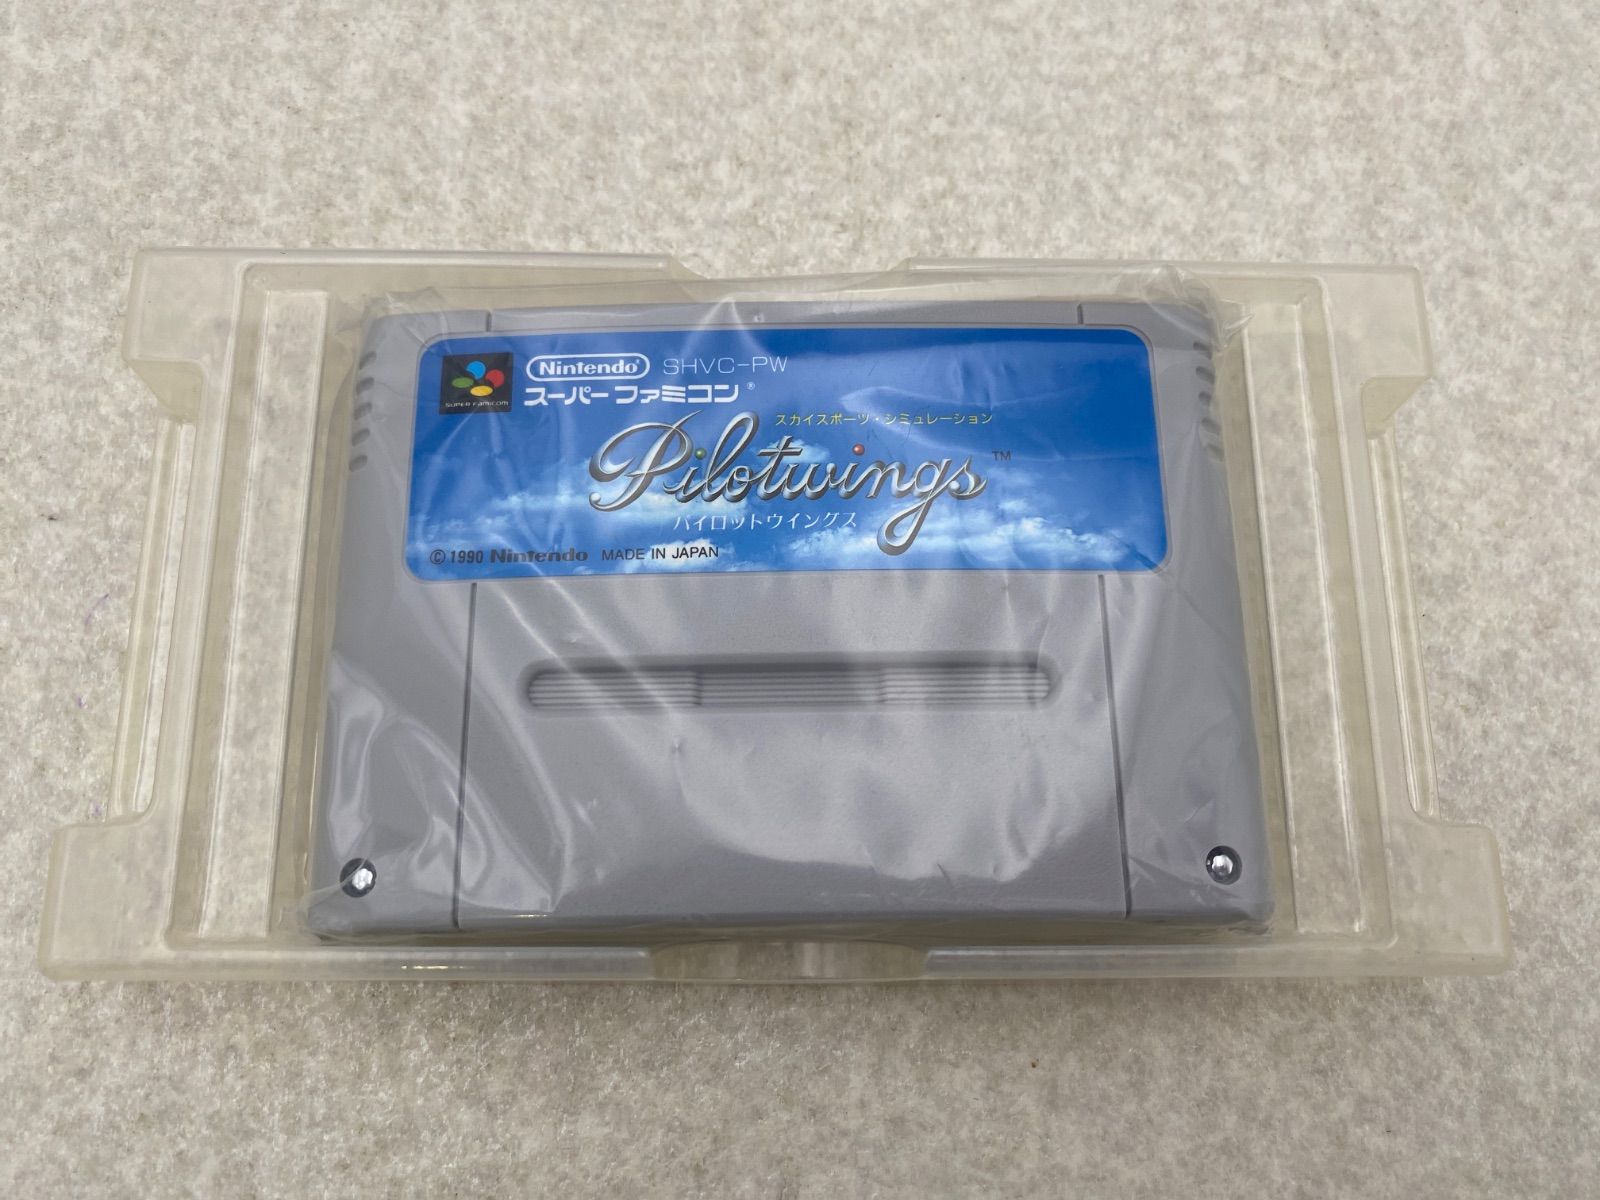 Nintendo® SHVC-PW
SUPER FAMICOM
スーパーファミコン®
スカイスポーツ・シミュレーション
Pilotwings™
パイロットウイングス
© 1990 Nintendo MADE IN JAPAN